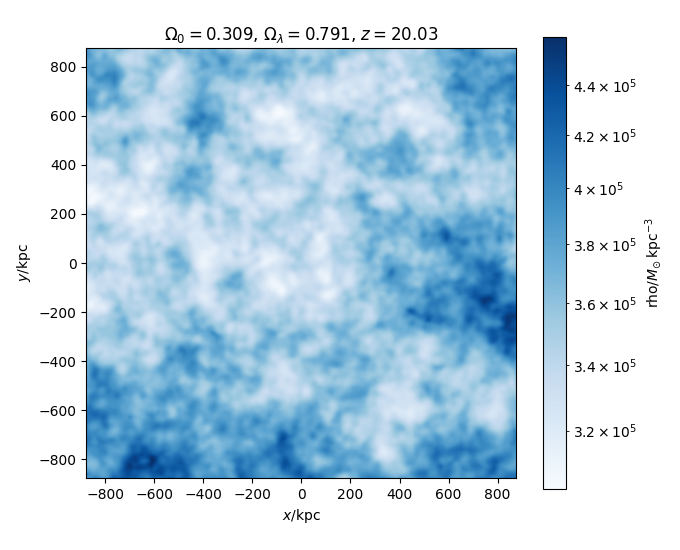 Ω₀ = 0.309, Ω_λ = 0.791, z = 20.03
800
600
400
200
0
−200
−400
−600
−800
y/kpc
−800 −600 −400 −200 0 200 400 600 800
x/kpc
4.4 × 10⁵
4.2 × 10⁵
4 × 10⁵
3.8 × 10⁵
3.6 × 10⁵
3.4 × 10⁵
3.2 × 10⁵
rho/M⊙ kpc⁻³